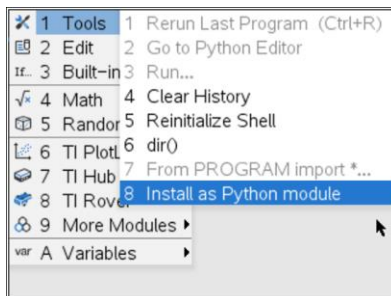 1 Tools
2 Edit
3 Built-in
4 Math
5 Random
6 TI PlotL
7 TI Hub
8 TI Rover
9 More Modules ▸
var A Variables ▸
1 Rerun Last Program (Ctrl+R)
2 Go to Python Editor
3 Run...
4 Clear History
5 Reinitialize Shell
6 dir()
7 From PROGRAM import *...
8 Install as Python module